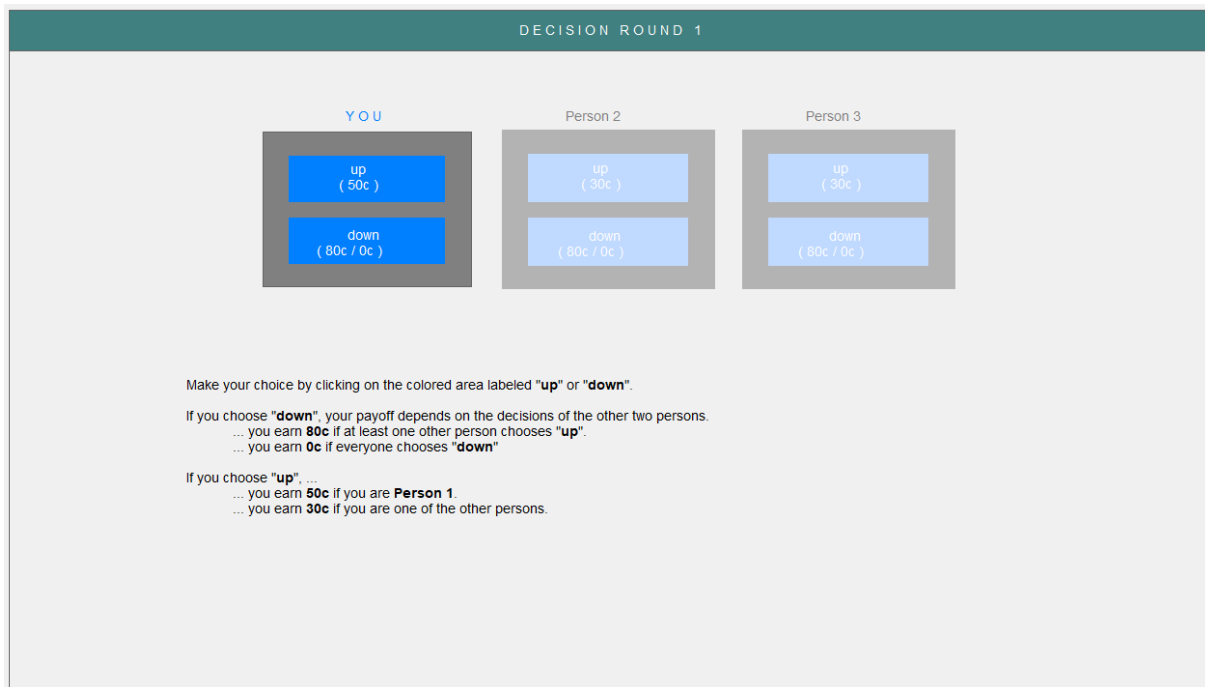 DECISION ROUND 1
YOU
Person 2
Person 3
up
( 50c )
up
( 30c )
up
( 30c )
down
( 80c / 0c )
down
( 80c / 0c )
down
( 80c / 0c )
Make your choice by clicking on the colored area labeled "up" or "down".
If you choose "down", your payoff depends on the decisions of the other two persons.
... you earn 80c if at least one other person chooses "up".
... you earn 0c if everyone chooses "down"
If you choose "up", ...
... you earn 50c if you are Person 1.
... you earn 30c if you are one of the other persons.